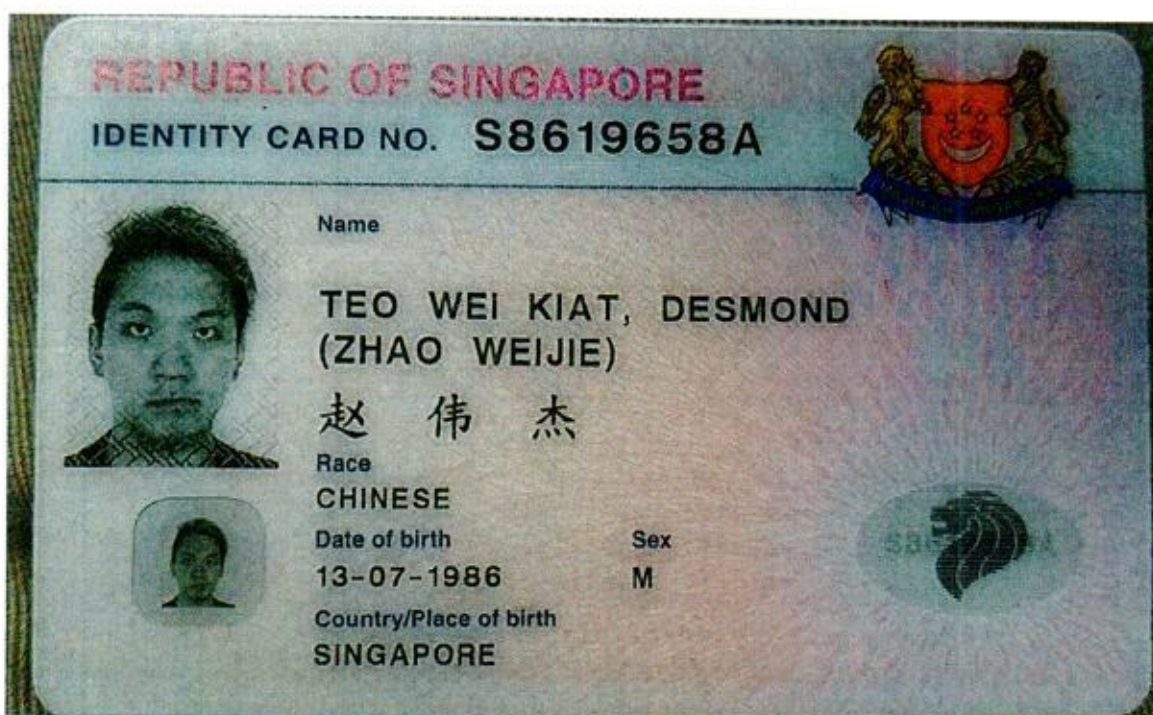 REPUBLIC OF SINGAPORE
IDENTITY CARD NO. S8619658A
Name
TEO WEI KIAT, DESMOND
(ZHAO WEIJIE)
赵 伟 杰
Race
CHINESE
Date of birth
Sex
13-07-1986
M
Country/Place of birth
SINGAPORE